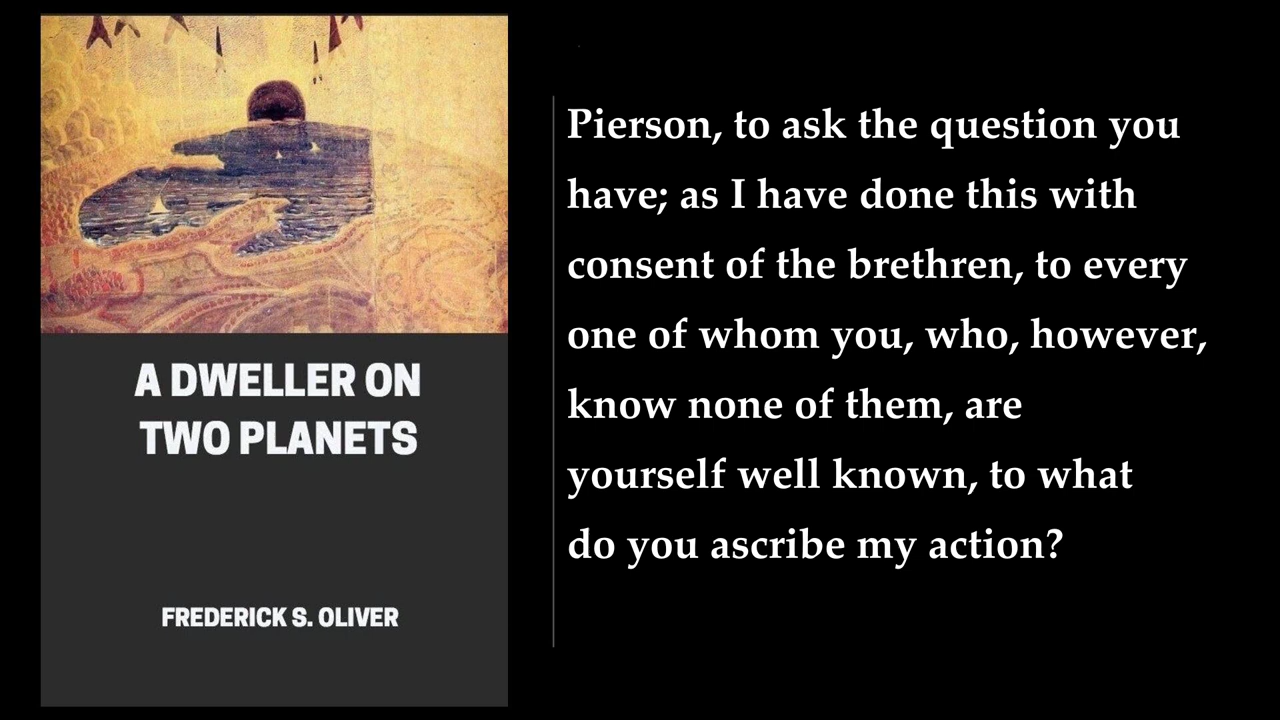 A DWELLER ON
TWO PLANETS
FREDERICK S. OLIVER
Pierson, to ask the question you
have; as I have done this with
consent of the brethren, to every
one of whom you, who, however,
know none of them, are
yourself well known, to what
do you ascribe my action?